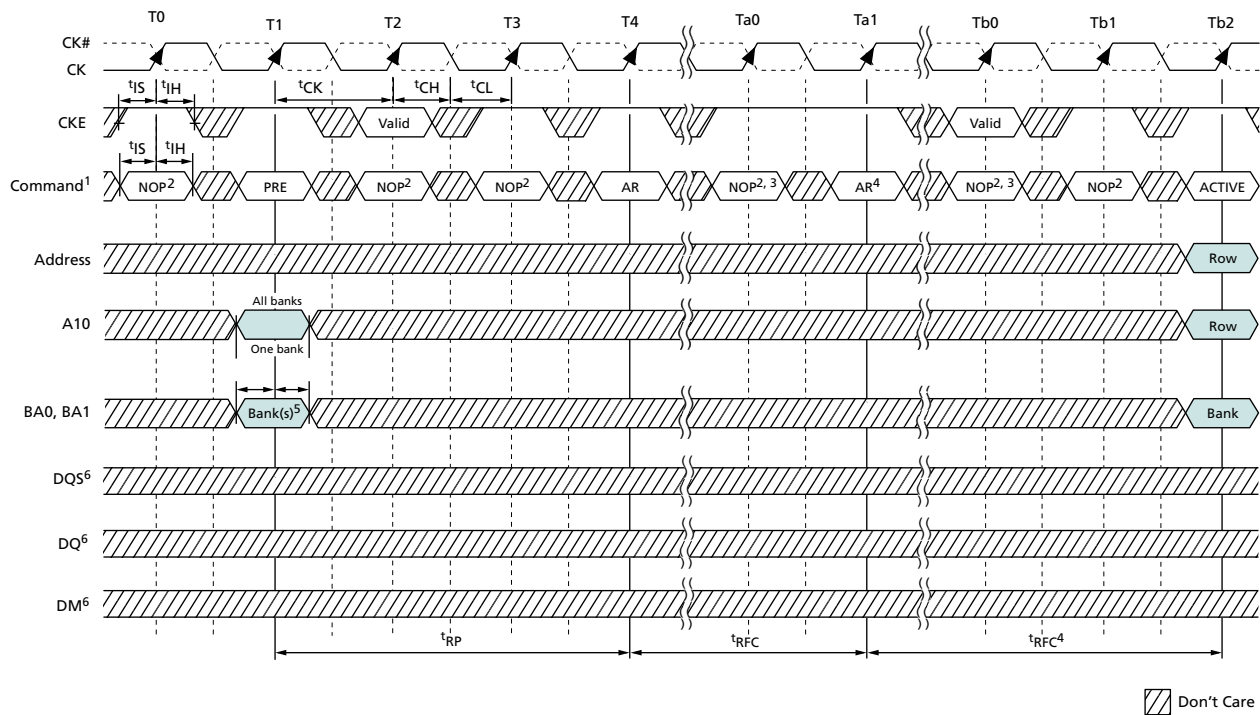 T0 T1 T2 T3 T4 Ta0 Ta1 Tb0 Tb1 Tb2
CK#
CK
tIS tIH tCK tCH tCL
CKE Valid Valid
tIS tIH
Command1 NOP2 PRE NOP2 NOP2 AR NOP2, 3 AR4 NOP2, 3 NOP2 ACTIVE
Address Row
All banks
A10 Row
One bank
BA0, BA1 Bank(s)5 Bank
DQS6
DQ6
DM6
tRP tRFC tRFC4
Don't Care